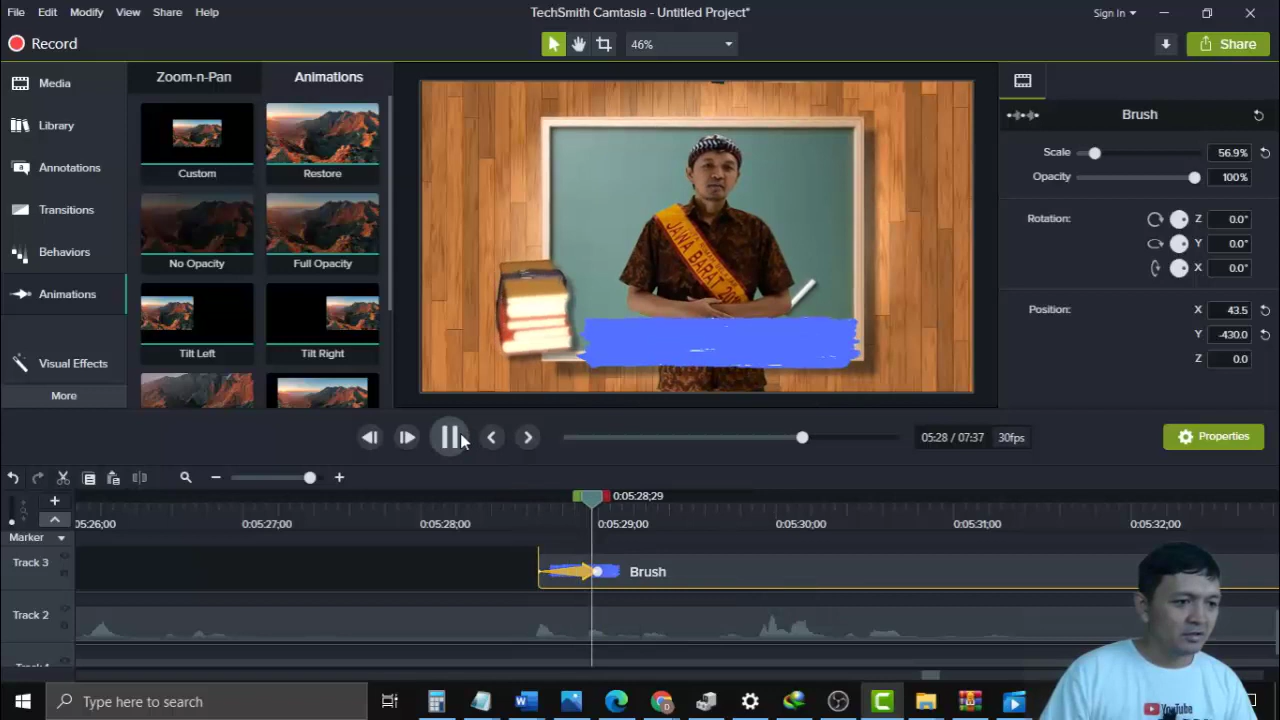 File Edit Modify View Share Help
TechSmith Camtasia - Untitled Project*
Sign In
Record
46%
Share
Media
Library
Annotations
Transitions
Behaviors
Animations
Visual Effects
More
Zoom-n-Pan Animations
Custom Restore
No Opacity Full Opacity
Tilt Left Tilt Right
JAWA BARAT 20
Brush
Scale 56.9%
Opacity 100%
Rotation: Z 0.0°
Y 0.0°
X 0.0°
Position: X 43.5
Y -430.0
Z 0.0
05:28 / 07:37 30fps
Properties
0:05:28;29
05:26;00 0:05:27;00 0:05:28;00 0:05:29;00 0:05:30;00 0:05:31;00 0:05:32;00
Marker
Track 3
Brush
Track 2
Type here to search
YouTube